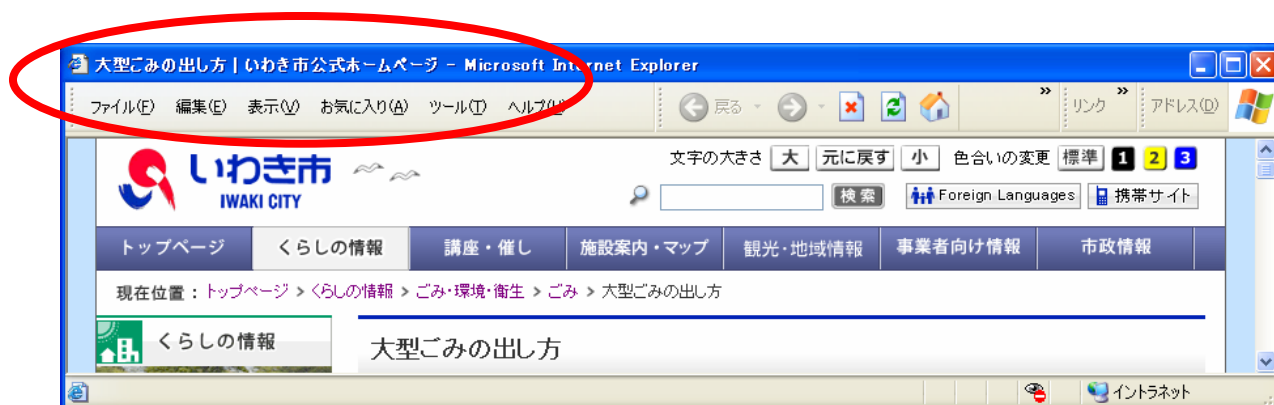 大型ごみの出し方 | いわき市公式ホームページ - Microsoft Internet Explorer
ファイル(F) 編集(E) 表示(V) お気に入り(A) ツール(T) ヘルプ(H) 戻る » リンク » アドレス(D)
いわき市
IWAKI CITY
文字の大きさ 大 元に戻す 小 色合いの変更 標準 1 2 3
検索 Foreign Languages 携帯サイト
トップページ くらしの情報 講座・催し 施設案内・マップ 観光・地域情報 事業者向け情報 市政情報
現在位置：トップページ > くらしの情報 > ごみ・環境・衛生 > ごみ > 大型ごみの出し方
くらしの情報
大型ごみの出し方
イントラネット